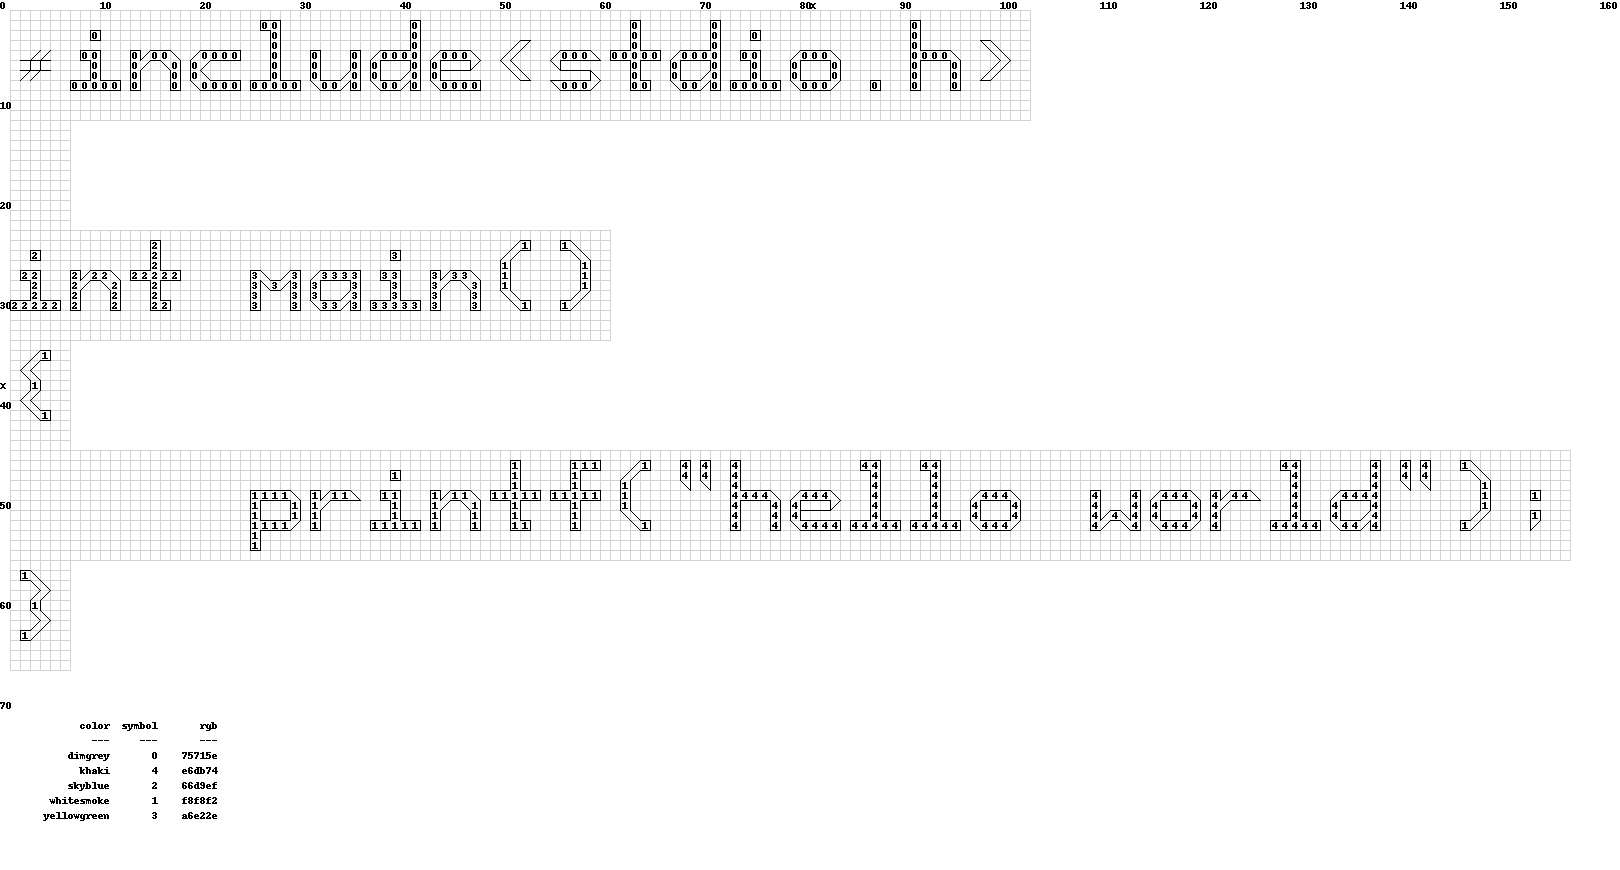 0 10 20 30 40 50 60 70 80x 90 100 110 120 130 140 150 160
#include<stdio.h>
10
20
int main()
30
{
x
40
printf("hello world");
50
}
60
70
color symbol rgb
--- --- ---
dimgrey 0 75715e
khaki 4 e6db74
skyblue 2 66d9ef
whitesmoke 1 f8f8f2
yellowgreen 3 a6e22e